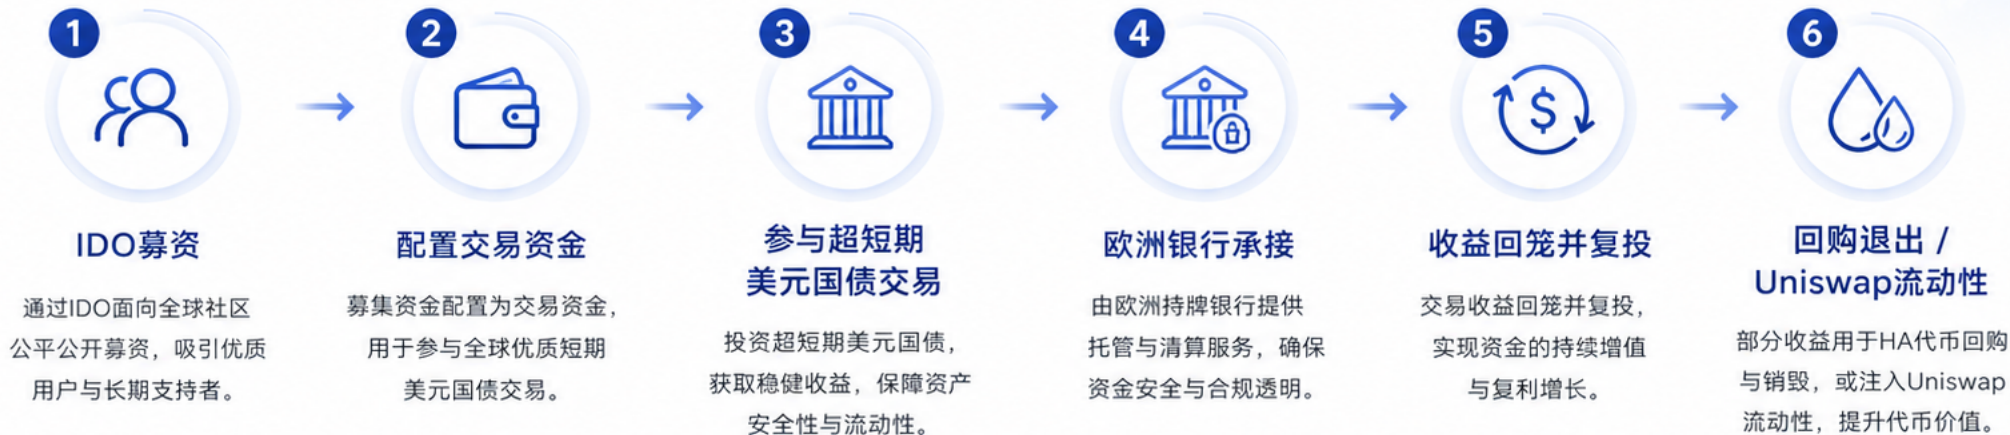 1
IDO募资
通过IDO面向全球社区
公平公开募资，吸引优质
用户与长期支持者。
2
配置交易资金
募集资金配置为交易资金，
用于参与全球优质短期
美元国债交易。
3
参与超短期
美元国债交易
投资超短期美元国债，
获取稳健收益，保障资产
安全性与流动性。
4
欧洲银行承接
由欧洲持牌银行提供
托管与清算服务，确保
资金安全与合规透明。
5
$
收益回笼并复投
交易收益回笼并复投，
实现资金的持续增值
与复利增长。
6
回购退出 /
Uniswap流动性
部分收益用于HA代币回购
与销毁，或注入Uniswap
流动性，提升代币价值。